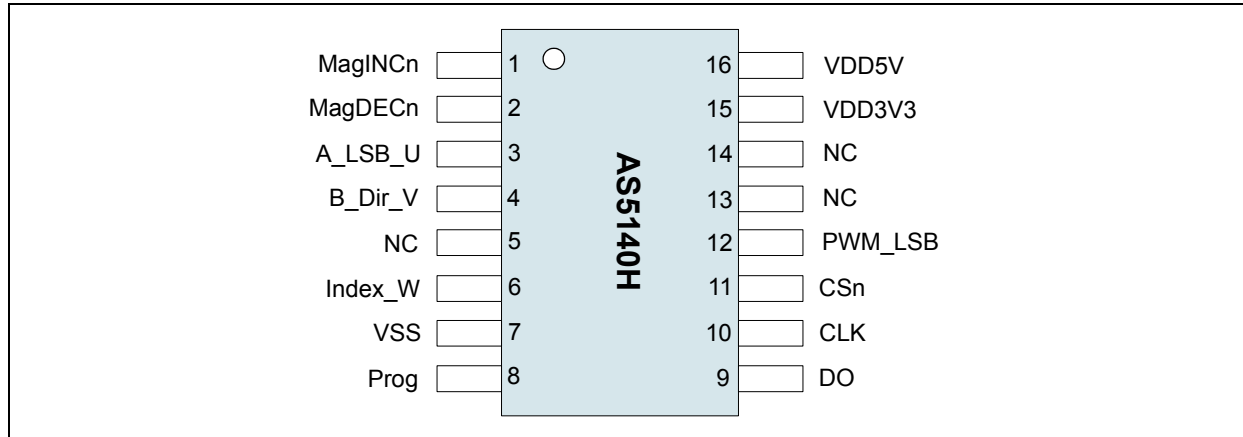 MagINCn 1 16 VDD5V
MagDECn 2 15 VDD3V3
A_LSB_U 3 14 NC
B_Dir_V 4 13 NC
NC 5 12 PWM_LSB
Index_W 6 11 CSn
VSS 7 10 CLK
Prog 8 9 DO
AS5140H